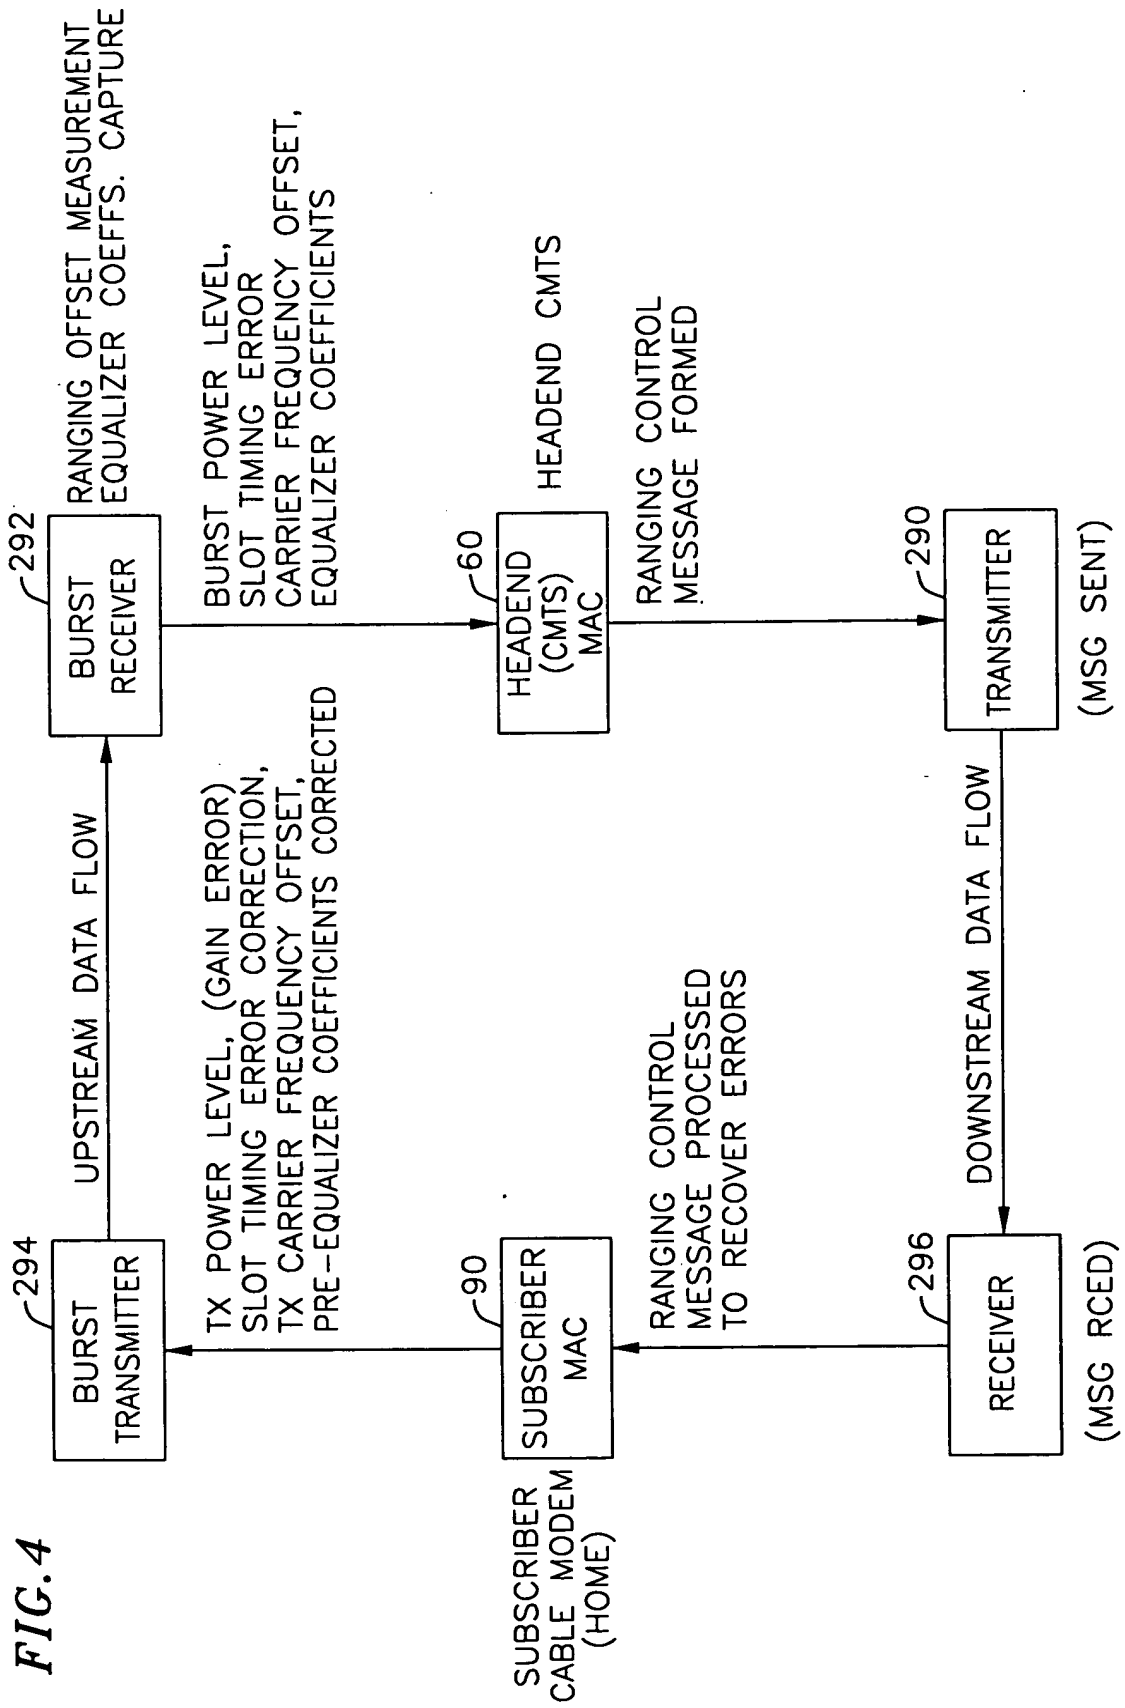 FIG.4
294
BURST
TRANSMITTER
UPSTREAM DATA FLOW
292
BURST
RECEIVER
RANGING OFFSET MEASUREMENT
EQUALIZER COEFFS. CAPTURE
TX POWER LEVEL, (GAIN ERROR)
SLOT TIMING ERROR CORRECTION,
TX CARRIER FREQUENCY OFFSET,
PRE-EQUALIZER COEFFICIENTS CORRECTED
BURST POWER LEVEL,
SLOT TIMING ERROR
CARRIER FREQUENCY OFFSET,
EQUALIZER COEFFICIENTS
SUBSCRIBER
CABLE MODEM
(HOME)
90
SUBSCRIBER
MAC
60
HEADEND
(CMTS)
MAC
HEADEND CMTS
RANGING CONTROL
MESSAGE PROCESSED
TO RECOVER ERRORS
RANGING CONTROL
MESSAGE FORMED
296
RECEIVER
(MSG RCED)
DOWNSTREAM DATA FLOW
290
TRANSMITTER
(MSG SENT)